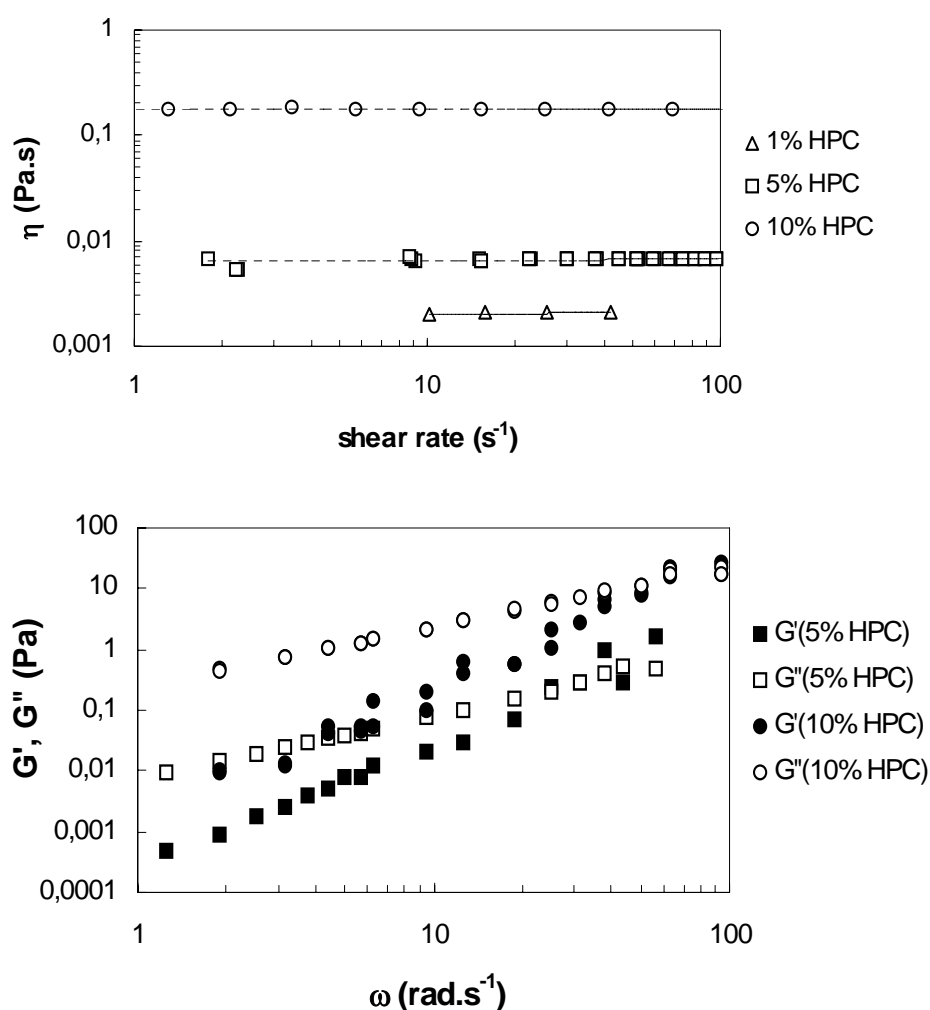 1
0,1
0,01
0,001
η (Pa.s)
1
10
100
shear rate (s-1)
1% HPC
5% HPC
10% HPC
100
10
1
0,1
0,01
0,001
0,0001
G', G" (Pa)
1
10
100
ω (rad.s-1)
G'(5% HPC)
G"(5% HPC)
G'(10% HPC)
G"(10% HPC)